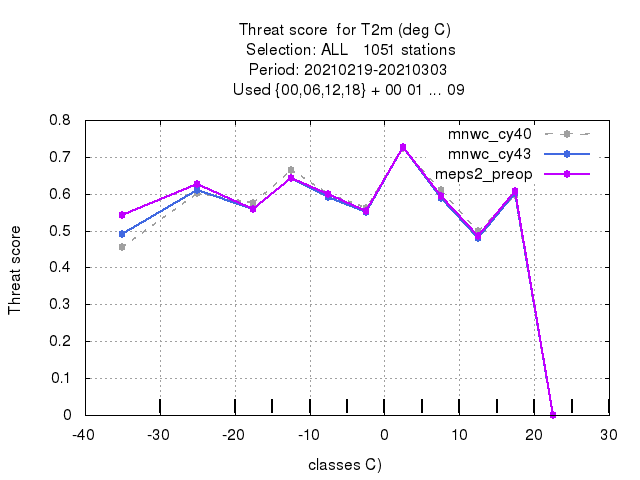 Threat score  for T2m (deg C)
Selection: ALL   1051 stations
Period: 20210219-20210303
Used {00,06,12,18} + 00 01 ... 09
mnwc_cy40
mnwc_cy43
meps2_preop
0.8
0.7
0.6
0.5
0.4
0.3
0.2
0.1
0
Threat score
-40 -30 -20 -10 0 10 20 30
classes C)